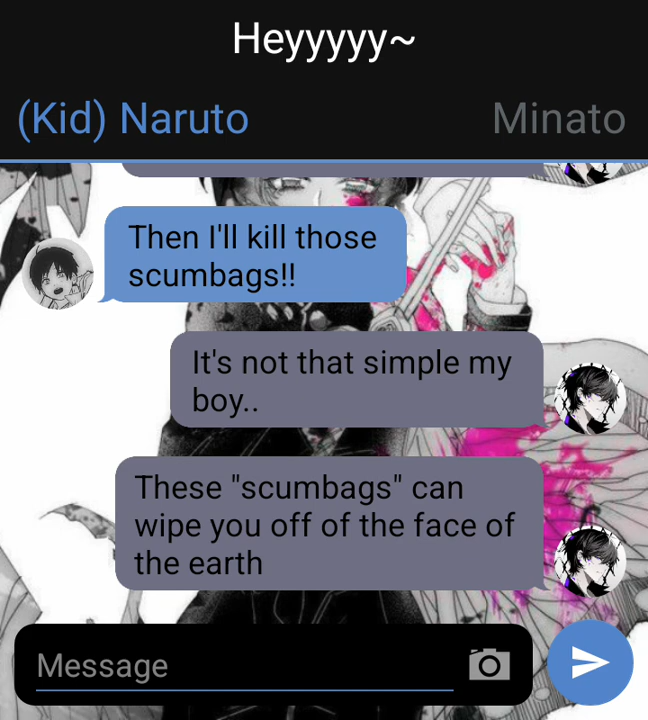 Heyyyyy~
(Kid) Naruto
Minato
Then I'll kill those
scumbags!!
It's not that simple my
boy..
These "scumbags" can
wipe you off of the face of
the earth
Message